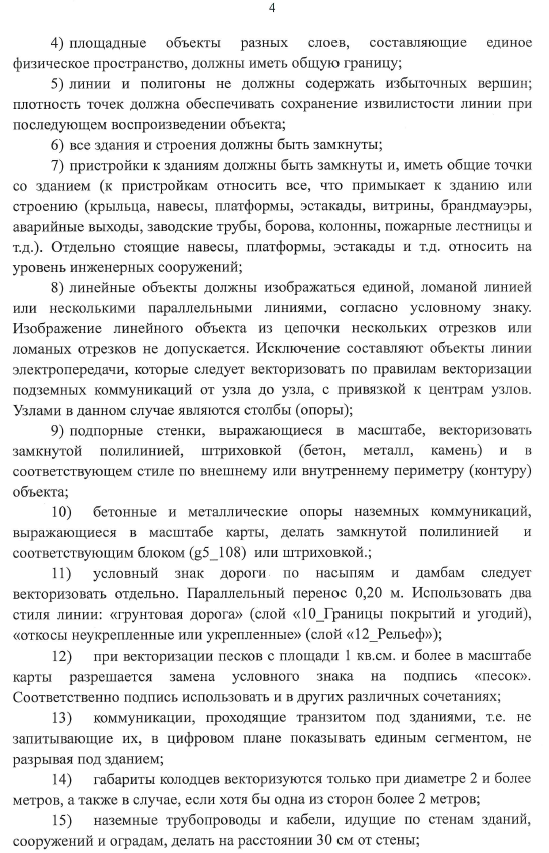 4
4) площадные объекты разных слоев, составляющие единое
физическое пространство, должны иметь общую границу;
5) линии и полигоны не должны содержать избыточных вершин;
плотность точек должна обеспечивать сохранение извилистости линии при
последующем воспроизведении объекта;
6) все здания и строения должны быть замкнуты;
7) пристройки к зданиям должны быть замкнуты и, иметь общие точки
со зданием (к пристройкам относить все, что примыкает к зданию или
строению (крыльца, навесы, платформы, эстакады, витрины, брандмауэры,
аварийные выходы, заводские трубы, борова, колонны, пожарные лестницы и
т.д.). Отдельно стоящие навесы, платформы, эстакады и т.д. относить на
уровень инженерных сооружений;
8) линейные объекты должны изображаться единой, ломаной линией
или несколькими параллельными линиями, согласно условному знаку.
Изображение линейного объекта из цепочки нескольких отрезков или
ломаных отрезков не допускается. Исключение составляют объекты линии
электропередачи, которые следует векторизовать по правилам векторизации
подземных коммуникаций от узла до узла, с привязкой к центрам узлов.
Узлами в данном случае являются столбы (опоры);
9) подпорные стенки, выражающиеся в масштабе, векторизовать
замкнутой полилинией, штриховкой (бетон, металл, камень) и в
соответствующем стиле по внешнему или внутреннему периметру (контуру)
объекта;
10) бетонные и металлические опоры наземных коммуникаций,
выражающиеся в масштабе карты, делать замкнутой полилинией и
соответствующим блоком (g5_108) или штриховкой.;
11) условный знак дороги по насыпям и дамбам следует
векторизовать отдельно. Параллельный перенос 0,20 м. Использовать два
стиля линии: «грунтовая дорога» (слой «10_Границы покрытий и угодий),
«откосы неукрепленные или укрепленные» (слой «12_Рельеф»);
12) при векторизации песков с площади 1 кв.см. и более в масштабе
карты разрешается замена условного знака на подпись «песок».
Соответственно подпись использовать и в других различных сочетаниях;
13) коммуникации, проходящие транзитом под зданиями, т.е. не
запитывающие их, в цифровом плане показывать единым сегментом, не
разрывая под зданием;
14) габариты колодцев векторизуются только при диаметре 2 и более
метров, а также в случае, если хотя бы одна из сторон более 2 метров;
15) наземные трубопроводы и кабели, идущие по стенам зданий,
сооружений и оградам, делать на расстоянии 30 см от стены;